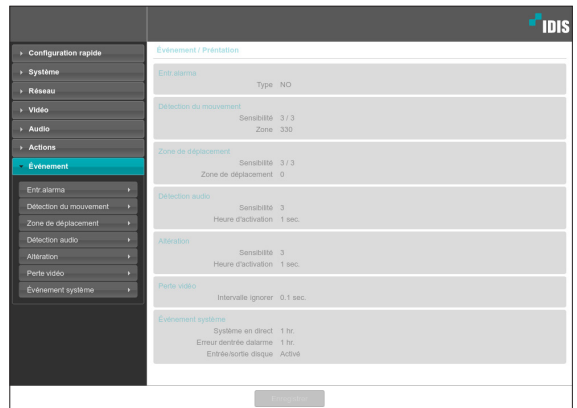 IDIS
Configuration rapide
Système
Réseau
Vidéo
Audio
Actions
Événement
Entr.alarma
Détection du mouvement
Zone de déplacement
Détection audio
Altération
Perte vidéo
Événement système
Événement / Préntation
Entr.alarma
Type NO
Détection du mouvement
Sensibilité 3 / 3
Zone 330
Zone de déplacement
Sensibilité 3 / 3
Zone de déplacement 0
Détection audio
Sensibilité 3
Heure d'activation 1 sec.
Altération
Sensibilité 3
Heure d'activation 1 sec.
Perte vidéo
Intervalle ignorer 0.1 sec.
Événement système
Système en direct 1 hr.
Erreur dentrée dalarme 1 hr.
Entrée/sortie disque Activé
Enregistrer